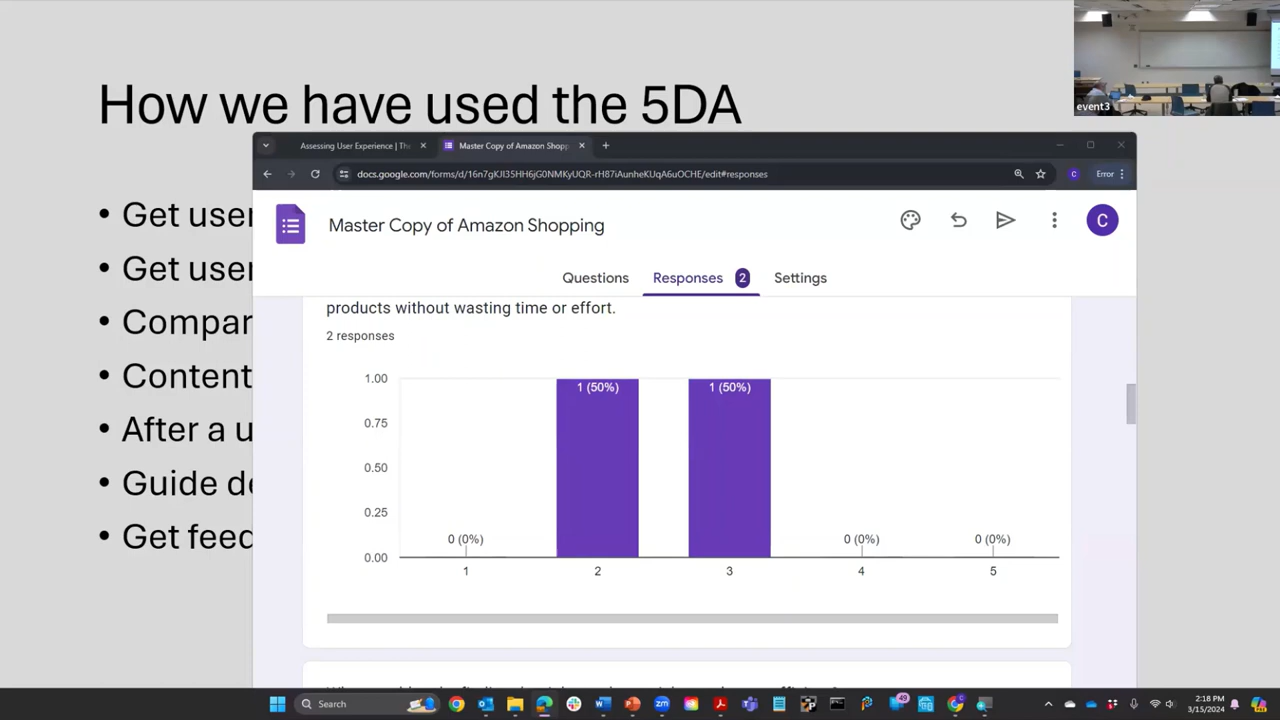 How we have used the 5DA
event3
• Get user
• Get user
• Compar
• Content
• After a u
• Guide de
• Get feed
Assessing User Experience | Th
Master Copy of Amazon Shopp
docs.google.com/forms/d/16n7gKJI35HH6jG0NMKyUQR-rH87iAunheKUqA6uOCHE/edit#responses
C
Error
Master Copy of Amazon Shopping
C
Questions
Responses 2
Settings
products without wasting time or effort.
2 responses
1.00
0.75
0.50
0.25
0.00
0 (0%)
1 (50%)
1 (50%)
0 (0%)
0 (0%)
1 2 3 4 5
Search
49
2:18 PM
3/15/2024